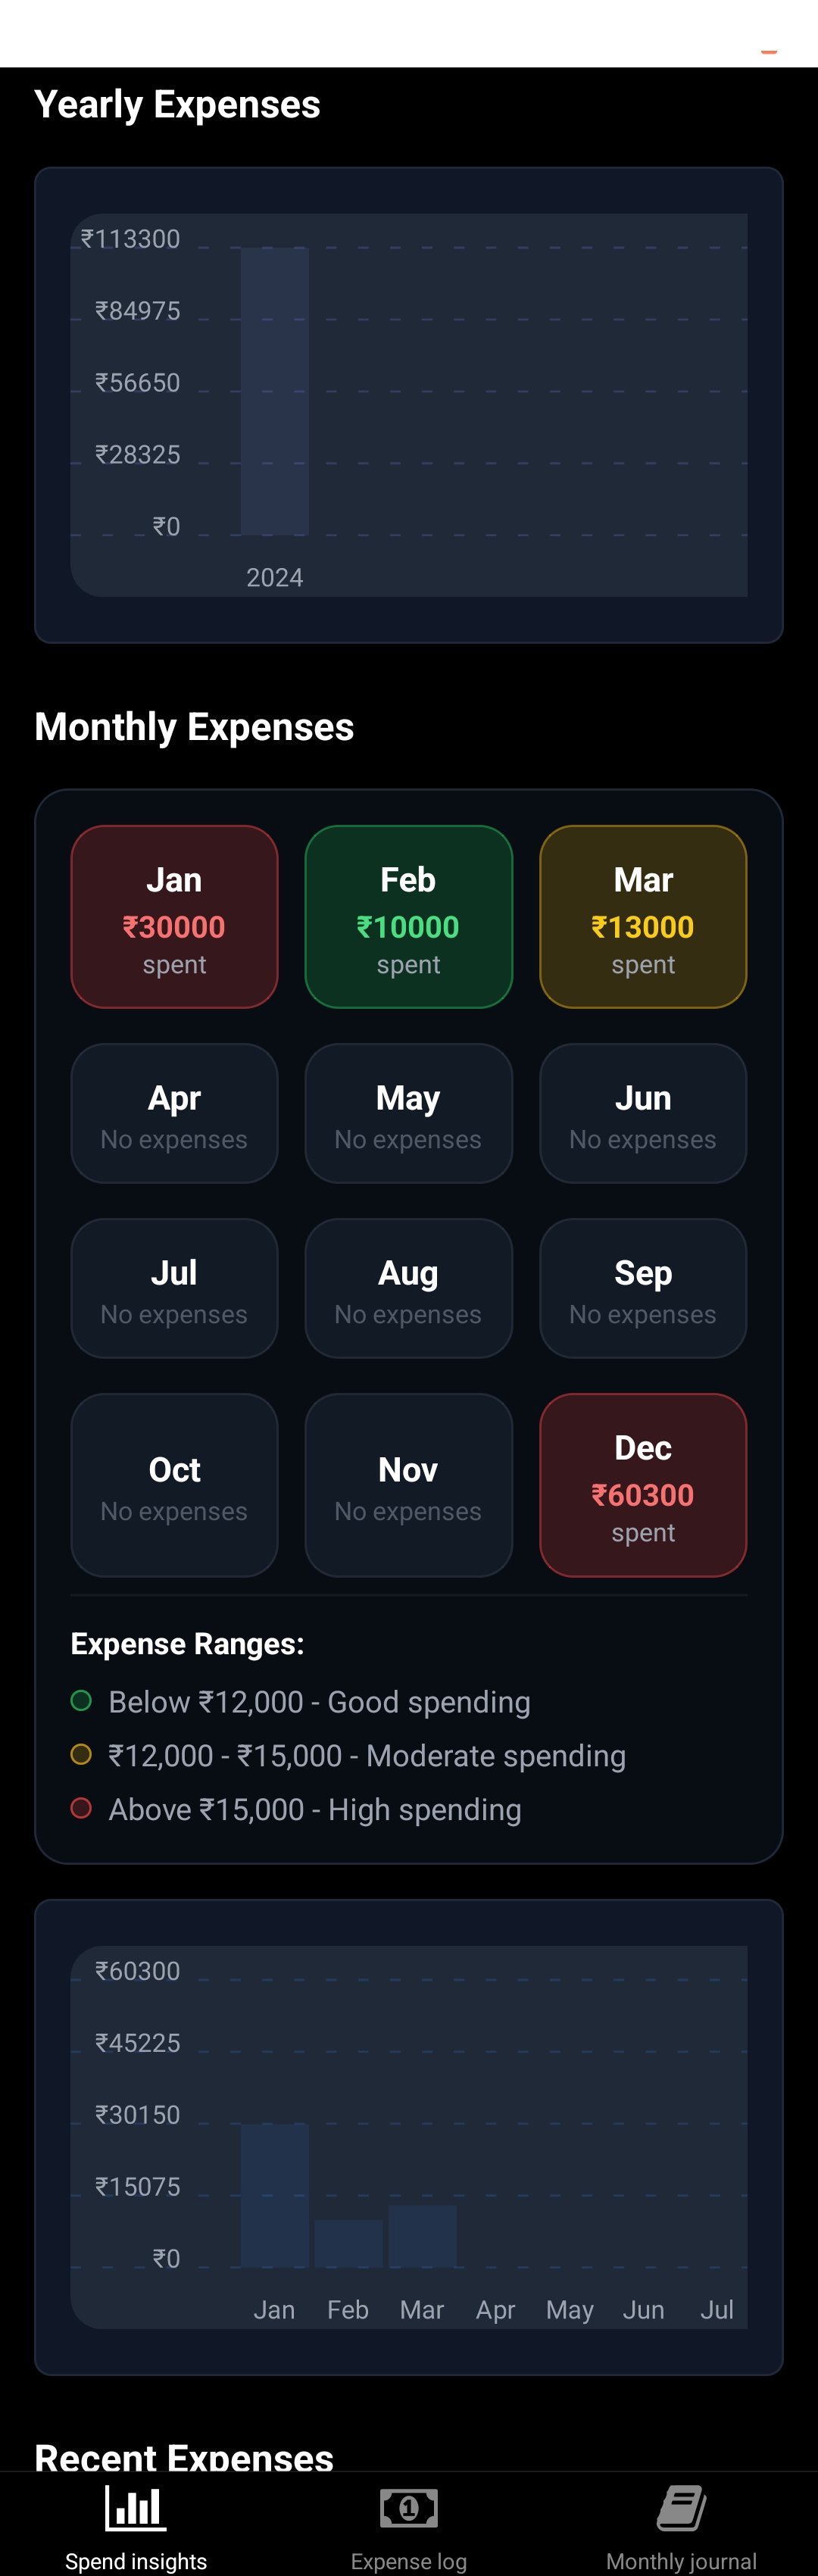 Yearly Expenses
₹113300
₹84975
₹56650
₹28325
₹0
2024
Monthly Expenses
Jan
₹30000
spent
Feb
₹10000
spent
Mar
₹13000
spent
Apr
No expenses
May
No expenses
Jun
No expenses
Jul
No expenses
Aug
No expenses
Sep
No expenses
Oct
No expenses
Nov
No expenses
Dec
₹60300
spent
Expense Ranges:
Below ₹12,000 - Good spending
₹12,000 - ₹15,000 - Moderate spending
Above ₹15,000 - High spending
₹60300
₹45225
₹30150
₹15075
₹0
Jan Feb Mar Apr May Jun Jul
Recent Expenses
1
Spend insights
Expense log
Monthly journal